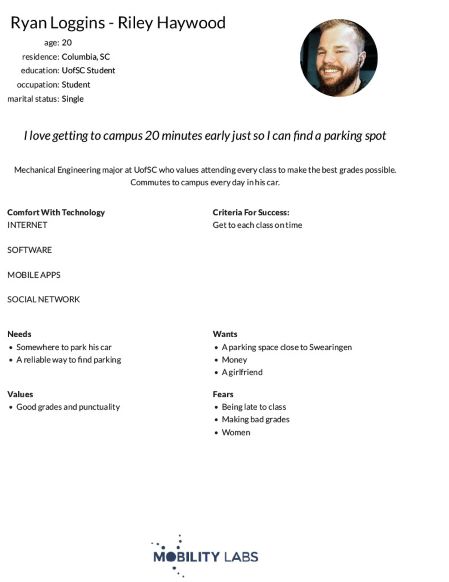 Ryan Loggins - Riley Haywood
age: 20
residence: Columbia, SC
education: UofSC Student
occupation: Student
marital status: Single
I love getting to campus 20 minutes early just so I can find a parking spot
Mechanical Engineering major at UofSC who values attending every class to make the best grades possible.
Commutes to campus every day in his car.
Comfort With Technology
INTERNET
SOFTWARE
MOBILE APPS
SOCIAL NETWORK
Criteria For Success:
Get to each class on time
Needs
• Somewhere to park his car
• A reliable way to find parking
Wants
• A parking space close to Swearingen
• Money
• A girlfriend
Values
• Good grades and punctuality
Fears
• Being late to class
• Making bad grades
• Women
MOBILITY LABS